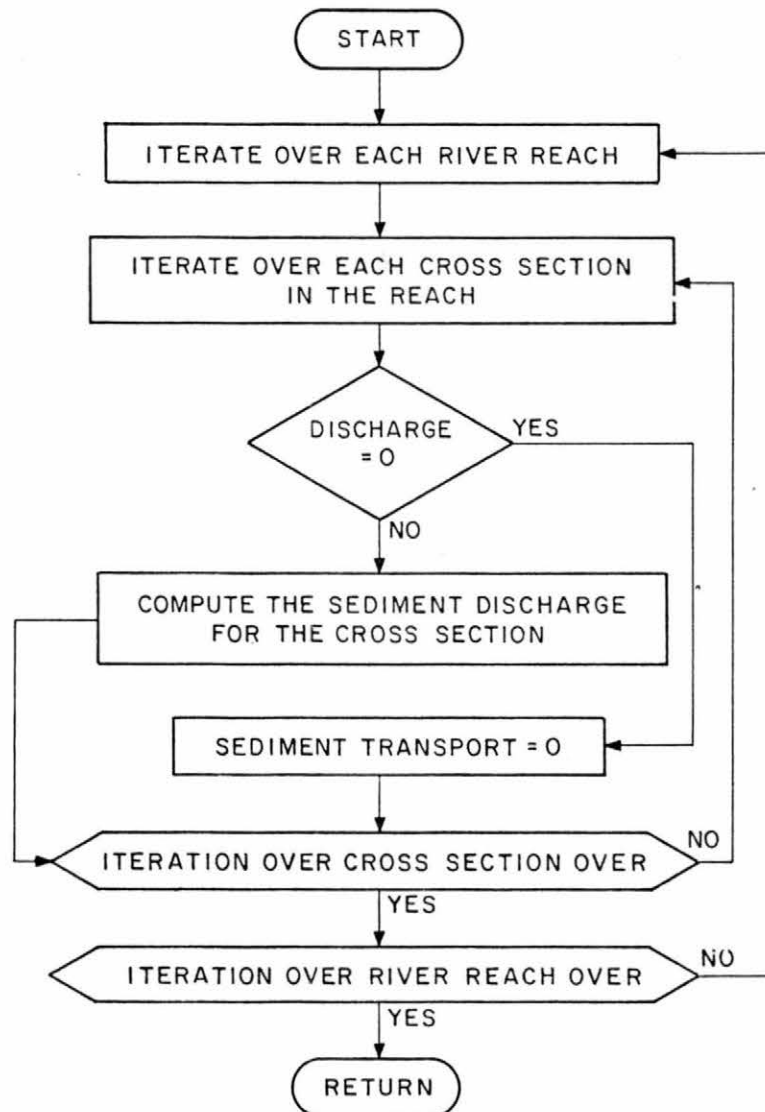 START
ITERATE OVER EACH RIVER REACH
ITERATE OVER EACH CROSS SECTION
IN THE REACH
DISCHARGE
= 0
YES
NO
COMPUTE THE SEDIMENT DISCHARGE
FOR THE CROSS SECTION
SEDIMENT TRANSPORT = 0
ITERATION OVER CROSS SECTION OVER
NO
YES
ITERATION OVER RIVER REACH OVER
NO
YES
RETURN